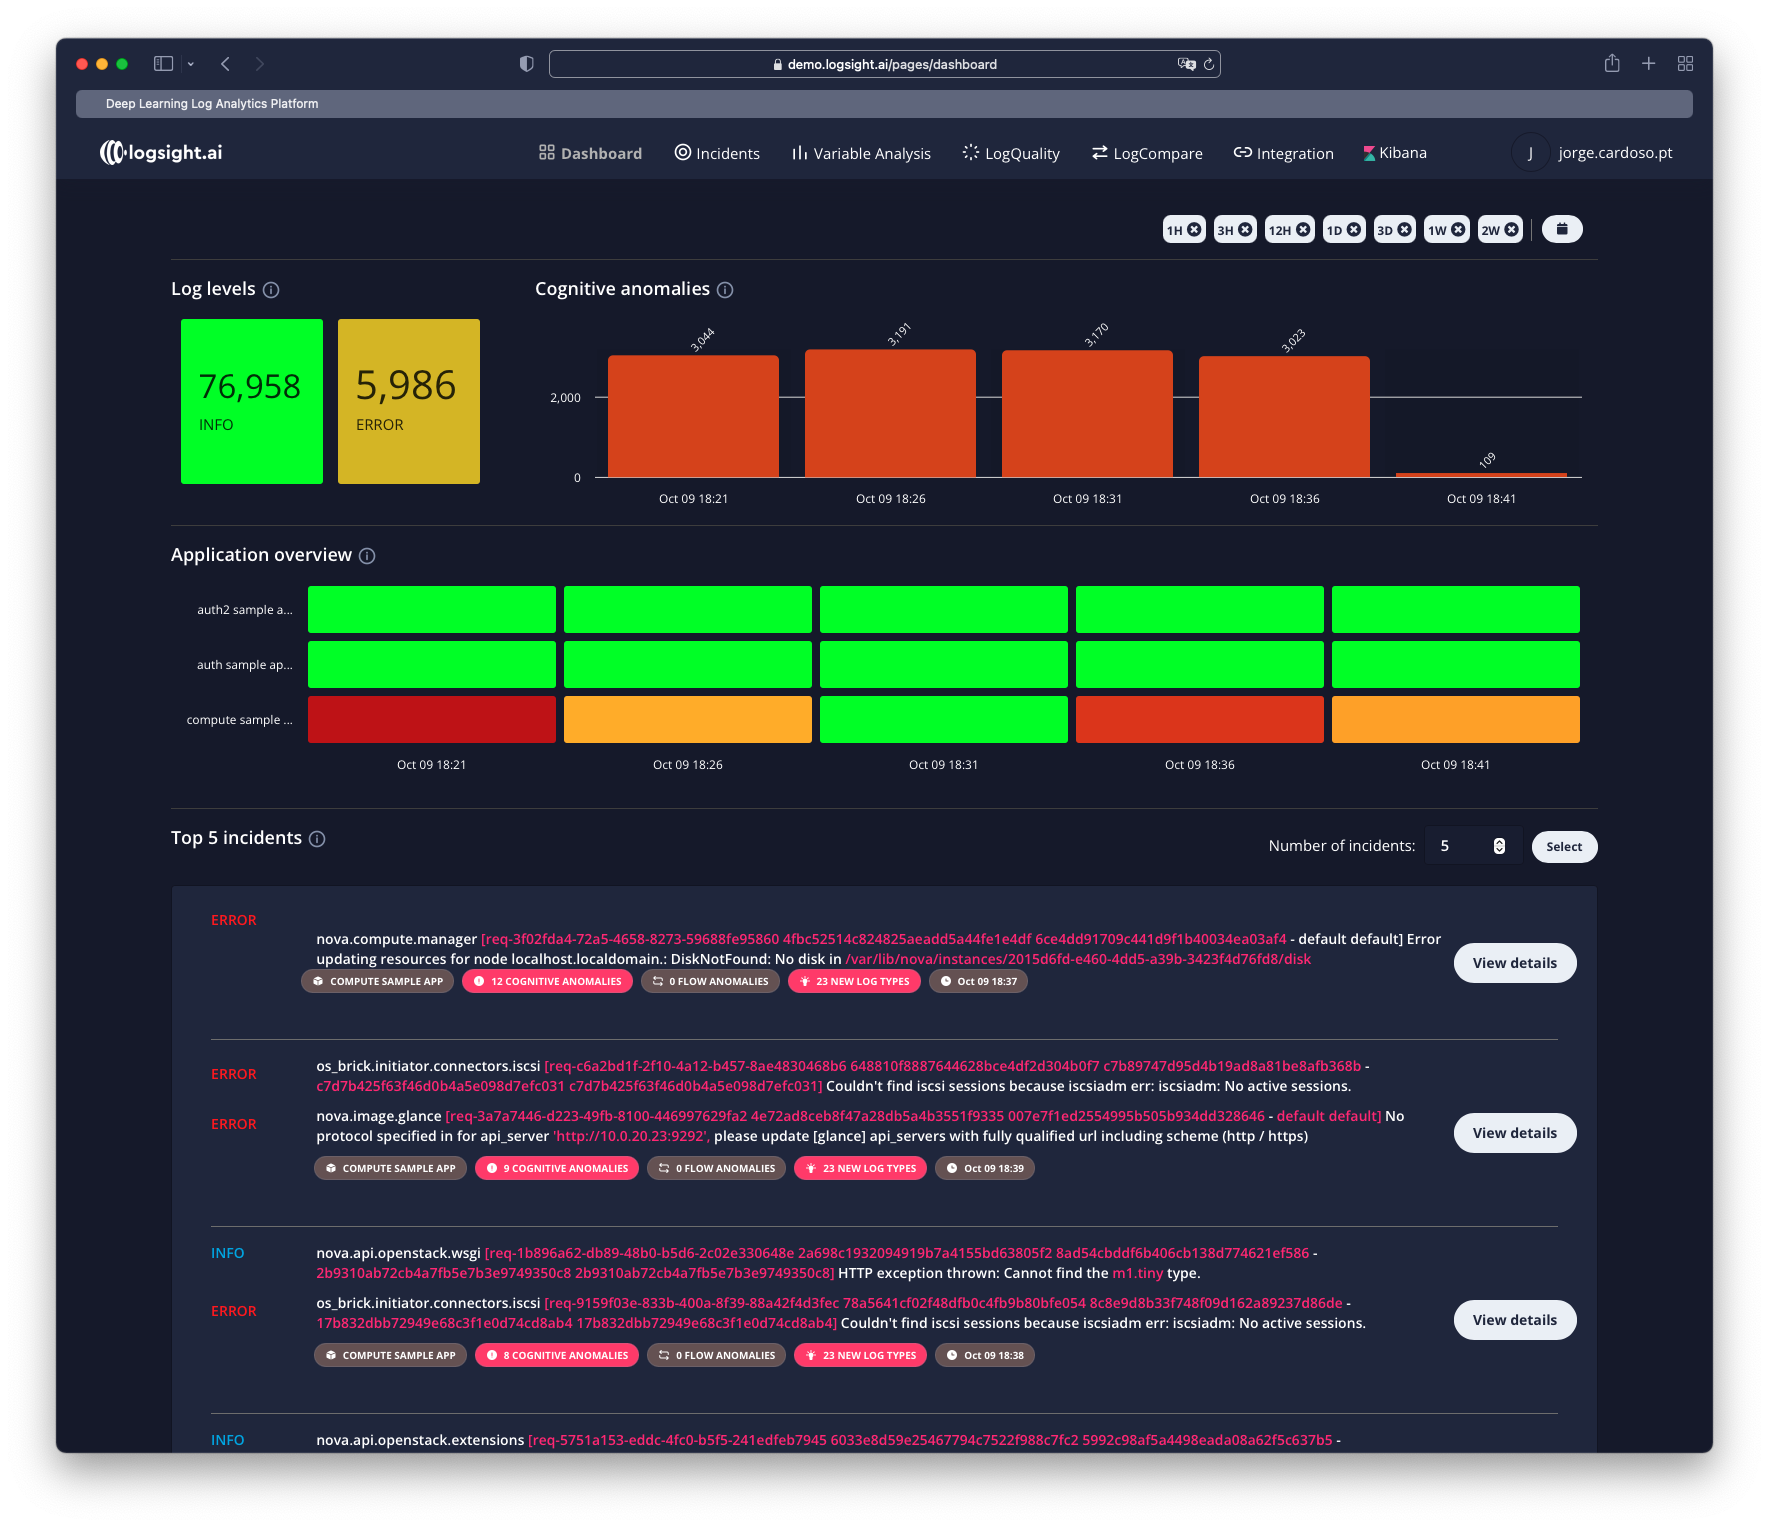 demo.logsight.ai/pages/dashboard
Deep Learning Log Analytics Platform
logsight.ai
Dashboard
Incidents
Variable Analysis
LogQuality
LogCompare
Integration
Kibana
J
jorge.cardoso.pt
1H
3H
12H
1D
3D
1W
2W
Log levels
76,958
INFO
5,986
ERROR
Cognitive anomalies
3,044
3,191
3,170
3,023
109
2,000
0
Oct 09 18:21
Oct 09 18:26
Oct 09 18:31
Oct 09 18:36
Oct 09 18:41
Application overview
auth2 sample a...
auth sample ap...
compute sample ...
Oct 09 18:21
Oct 09 18:26
Oct 09 18:31
Oct 09 18:36
Oct 09 18:41
Top 5 incidents
Number of incidents:
5
Select
ERROR
nova.compute.manager [req-3f02fda4-72a5-4658-8273-59688fe95860 4fbc52514c824825aeadd5a44fe1e4df 6ce4dd91709c441d9f1b40034ea03af4 - default default] Error
updating resources for node localhost.localdomain.: DiskNotFound: No disk in /var/lib/nova/instances/2015d6fd-e460-4dd5-a39b-3423f4d76fd8/disk
COMPUTE SAMPLE APP
12 COGNITIVE ANOMALIES
0 FLOW ANOMALIES
23 NEW LOG TYPES
Oct 09 18:37
View details
ERROR
os_brick.initiator.connectors.iscsi [req-c6a2bd1f-2f10-4a12-b457-8ae4830468b6 648810f8887644628bce4df2d304b0f7 c7b89747d95d4b19ad8a81be8afb368b -
c7d7b425f63f46d0b4a5e098d7efc031 c7d7b425f63f46d0b4a5e098d7efc031] Couldn't find iscsi sessions because iscsiadm err: iscsiadm: No active sessions.
ERROR
nova.image.glance [req-3a7a7446-d223-49fb-8100-446997629fa2 4e72ad8ceb8f47a28db5a4b3551f9335 007e7f1ed2554995b505b934dd328646 - default default] No
protocol specified in for api_server 'http://10.0.20.23:9292', please update [glance] api_servers with fully qualified url including scheme (http / https)
COMPUTE SAMPLE APP
9 COGNITIVE ANOMALIES
0 FLOW ANOMALIES
23 NEW LOG TYPES
Oct 09 18:39
View details
INFO
nova.api.openstack.wsgi [req-1b896a62-db89-48b0-b5d6-2c02e330648e 2a698c1932094919b7a4155bd63805f2 8ad54cbddf6b406cb138d774621ef586 -
2b9310ab72cb4a7fb5e7b3e9749350c8 2b9310ab72cb4a7fb5e7b3e9749350c8] HTTP exception thrown: Cannot find the m1.tiny type.
ERROR
os_brick.initiator.connectors.iscsi [req-9159f03e-833b-400a-8f39-88a42f4d3fec 78a5641cf02f48dfb0c4fb9b80bfe054 8c8e9d8b33f748f09d162a89237d86de -
17b832dbb72949e68c3f1e0d74cd8ab4 17b832dbb72949e68c3f1e0d74cd8ab4] Couldn't find iscsi sessions because iscsiadm err: iscsiadm: No active sessions.
COMPUTE SAMPLE APP
8 COGNITIVE ANOMALIES
0 FLOW ANOMALIES
23 NEW LOG TYPES
Oct 09 18:38
View details
INFO
nova.api.openstack.extensions [req-5751a153-eddc-4fc0-b5f5-241edfeb7945 6033e8d59e25467794c7522f988c7fc2 5992c98af5a4498eada08a62f5c637b5 -